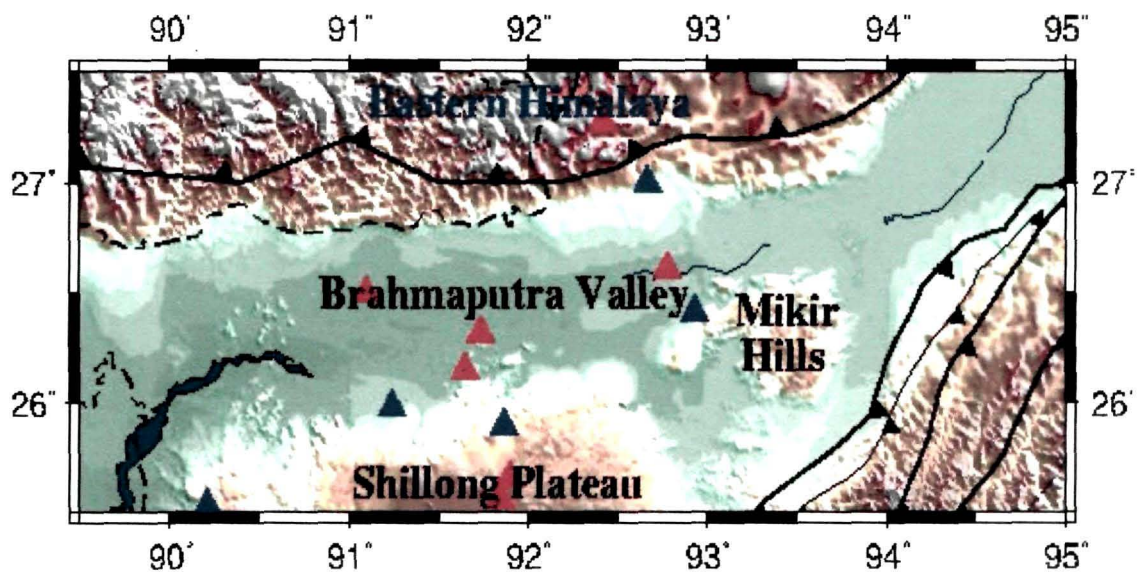 90° 91° 92° 93° 94° 95°
Eastern Himalaya
27° 27°
Brahmaputra Valley
Mikir
Hills
26° 26°
Shillong Plateau
90° 91° 92° 93° 94° 95°